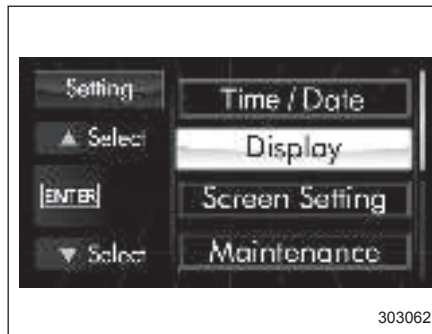 Setting
▲ Select
ENTER
▼ Select
Time / Date
Display
Screen Setting
Maintenance
303062